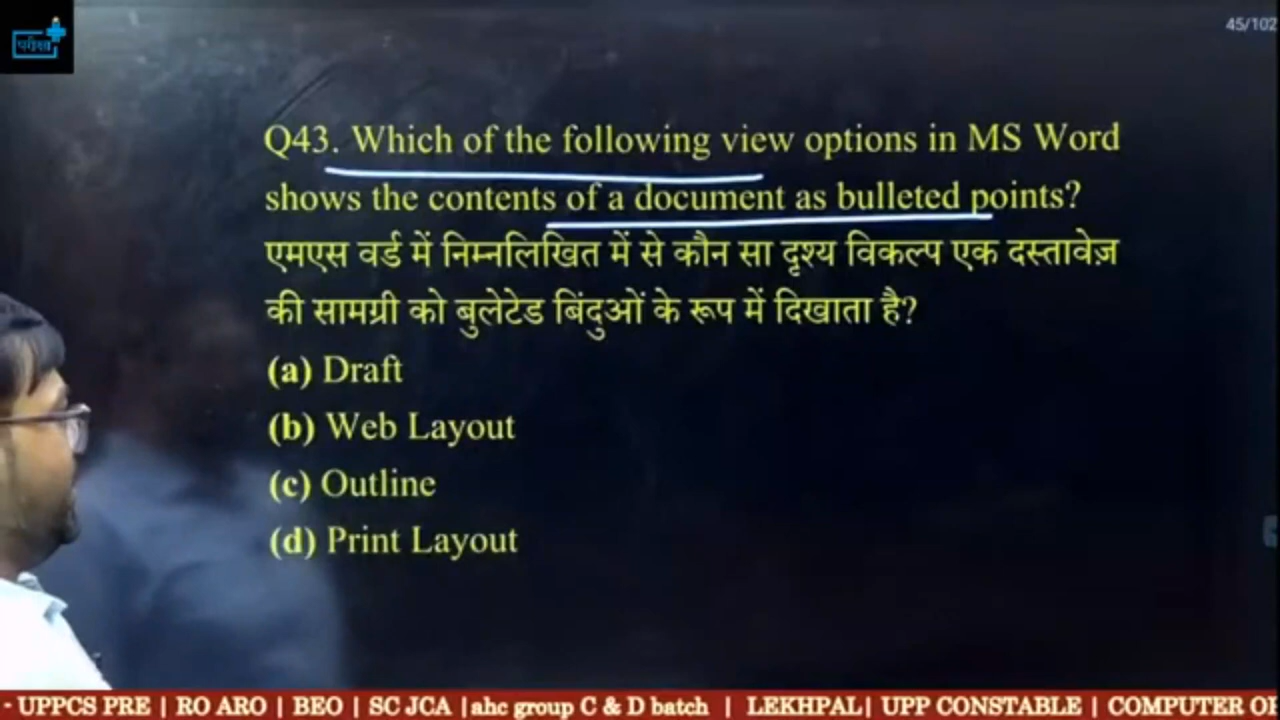 परीक्षा
45/102
Q43. Which of the following view options in MS Word
shows the contents of a document as bulleted points?
एमएस वर्ड में निम्नलिखित में से कौन सा दृश्य विकल्प एक दस्तावेज़
की सामग्री को बुलेटेड बिंदुओं के रूप में दिखाता है?
(a) Draft
(b) Web Layout
(c) Outline
(d) Print Layout
- UPPCS PRE | RO ARO | BEO | SC JCA |ahc group C & D batch | LEKHPAL| UPP CONSTABLE | COMPUTER